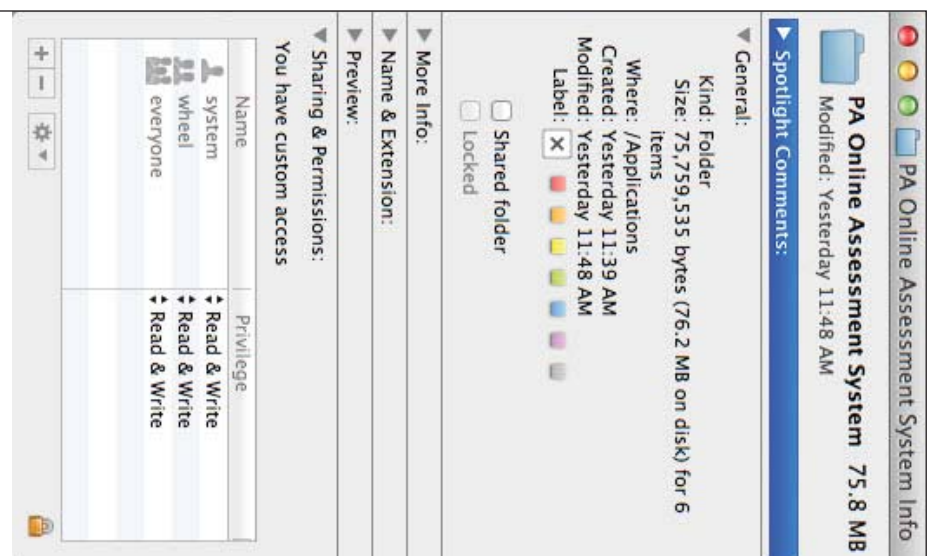 PA Online Assessment System Info
PA Online Assessment System 75.8 MB
Modified: Yesterday 11:48 AM
Spotlight Comments:
General:
Kind: Folder
Size: 75,759,535 bytes (76.2 MB on disk) for 6
items
Where: /Applications
Created: Yesterday 11:39 AM
Modified: Yesterday 11:48 AM
Label:
Shared folder
Locked
More Info:
Name & Extension:
Preview:
Sharing & Permissions:
You have custom access
Name Privilege
system Read & Write
wheel Read & Write
everyone Read & Write